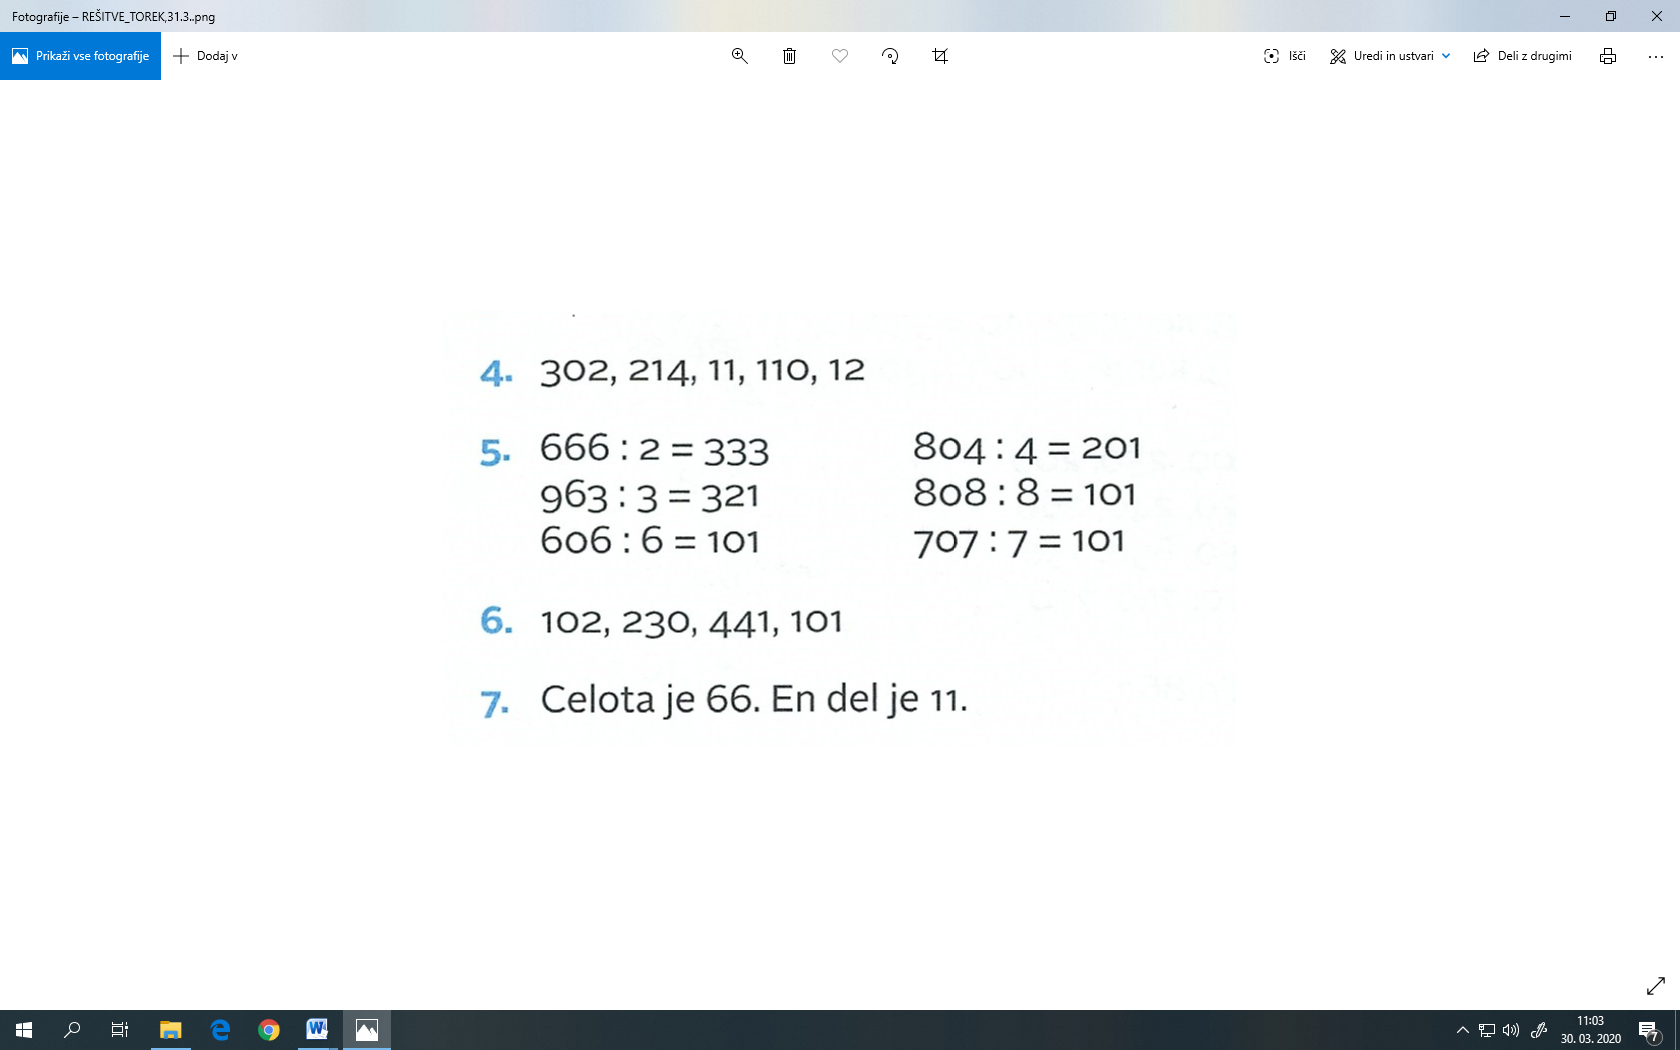 Fotografije – REŠITVE_TOREK,31.3..png
Prikaži vse fotografije
Dodaj v
Išči
Uredi in ustvari
Deli z drugimi
4. 302, 214, 11, 110, 12
5. 666 : 2 = 333 804 : 4 = 201
963 : 3 = 321 808 : 8 = 101
606 : 6 = 101 707 : 7 = 101
6. 102, 230, 441, 101
7. Celota je 66. En del je 11.
11:03
30. 03. 2020
7